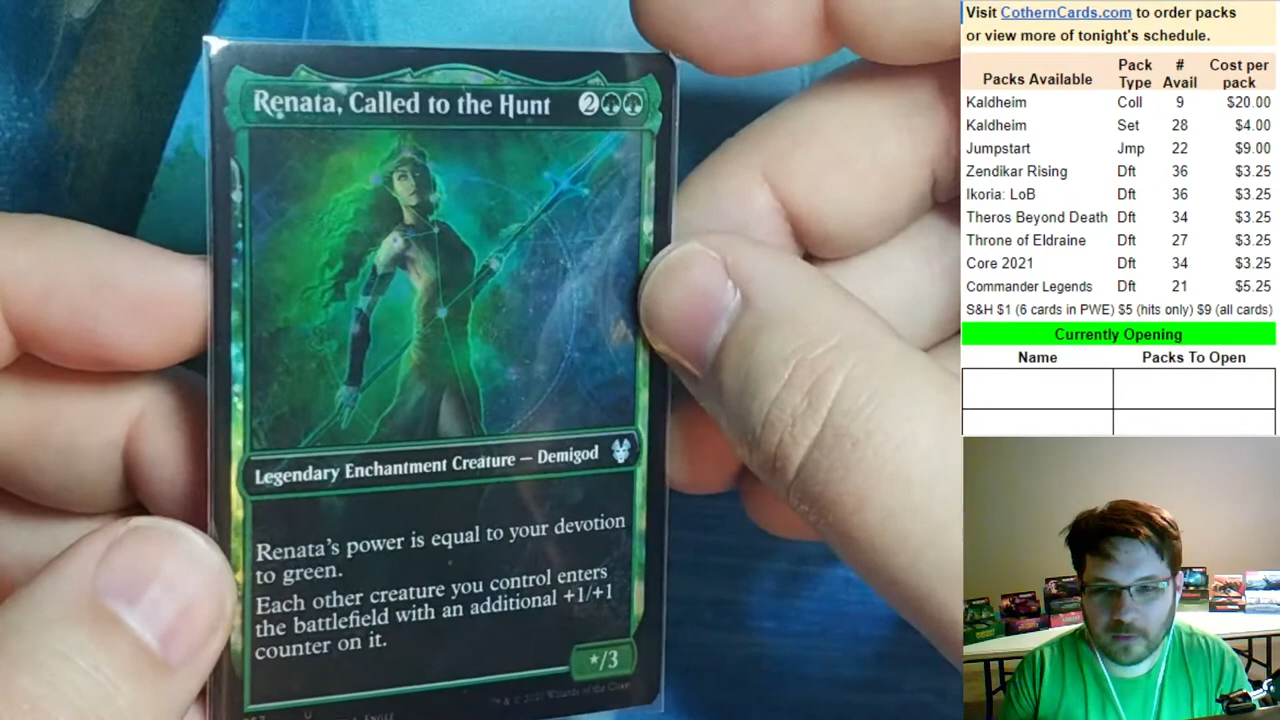 Renata, Called to the Hunt 2
Legendary Enchantment Creature — Demigod
Renata's power is equal to your devotion
to green.
Each other creature you control enters
the battlefield with an additional +1/+1
counter on it.
*/3
Visit CothernCards.com to order packs
or view more of tonight's schedule.
Packs Available Pack Type # Avail Cost per pack
Kaldheim Coll 9 $20.00
Kaldheim Set 28 $4.00
Jumpstart Jmp 22 $9.00
Zendikar Rising Dft 36 $3.25
Ikoria: LoB Dft 36 $3.25
Theros Beyond Death Dft 34 $3.25
Throne of Eldraine Dft 27 $3.25
Core 2021 Dft 34 $3.25
Commander Legends Dft 21 $5.25
S&H $1 (6 cards in PWE) $5 (hits only) $9 (all cards)
Currently Opening
Name Packs To Open